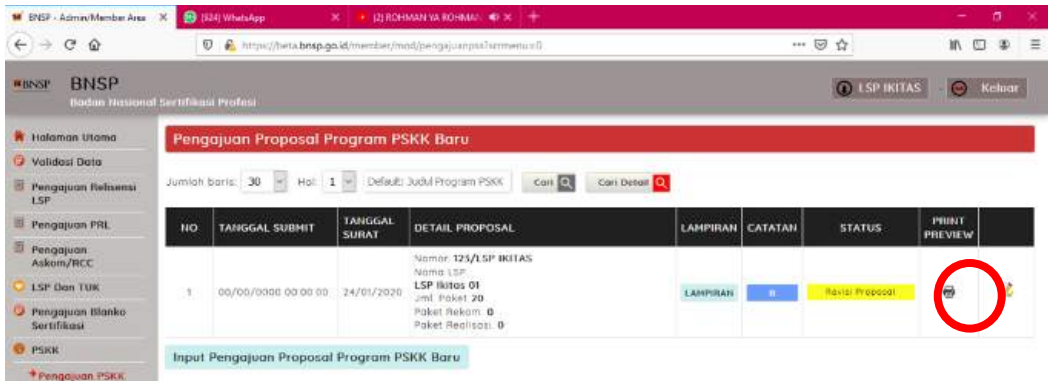 BNSP - Admin/Member Area
(924) WhatsApp
(2) ROHMAN YA ROHMAN
https://beta.bnsp.go.id/member/mod/pengajuanpsk?srrmenu=0
BNSP
BNSP
Badan Nasional Sertifikasi Profesi
LSP IKITAS
Keluar
Halaman Utama
Validasi Data
Pengajuan Relisensi
LSP
Pengajuan PRL
Pengajuan
Askom/RCC
LSP Dan TUK
Pengajuan Blanko
Sertifikasi
PSKK
Pengajuan PSKK
Pengajuan Proposal Program PSKK Baru
Jumlah baris: 30 Hal: 1 Default: Judul Program PSKK Cari Cari Detail
NO TANGGAL SUBMIT TANGGAL SURAT DETAIL PROPOSAL LAMPIRAN CATATAN STATUS PRINT PREVIEW
Nomor: 123/LSP IKITAS
Nama LSP:
LSP Ikitas 01
1 00/00/0000 00:00:00 24/01/2020 Jml. Paket: 20 LAMPIRAN 0 Revisi Proposal
Paket Rekom: 0
Paket Realisasi: 0
Input Pengajuan Proposal Program PSKK Baru